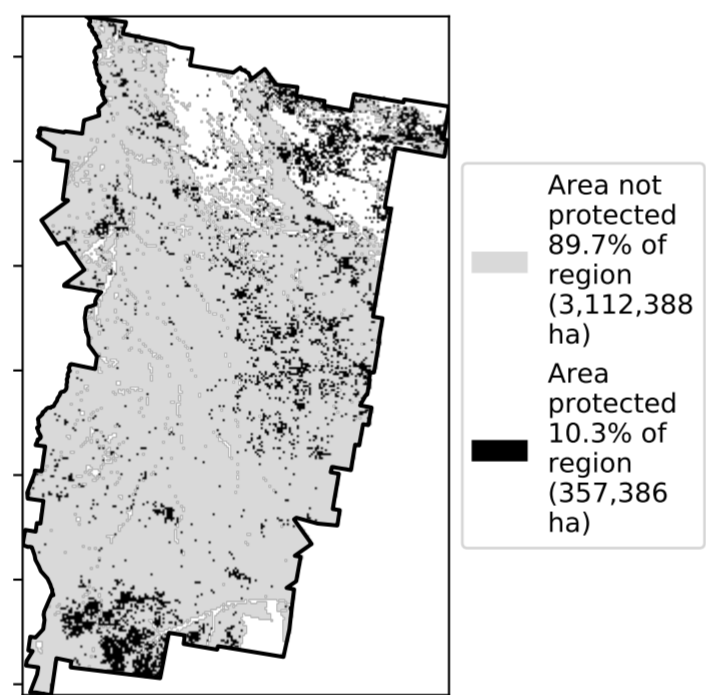 Area not
protected
89.7% of
region
(3,112,388
ha)
Area
protected
10.3% of
region
(357,386
ha)